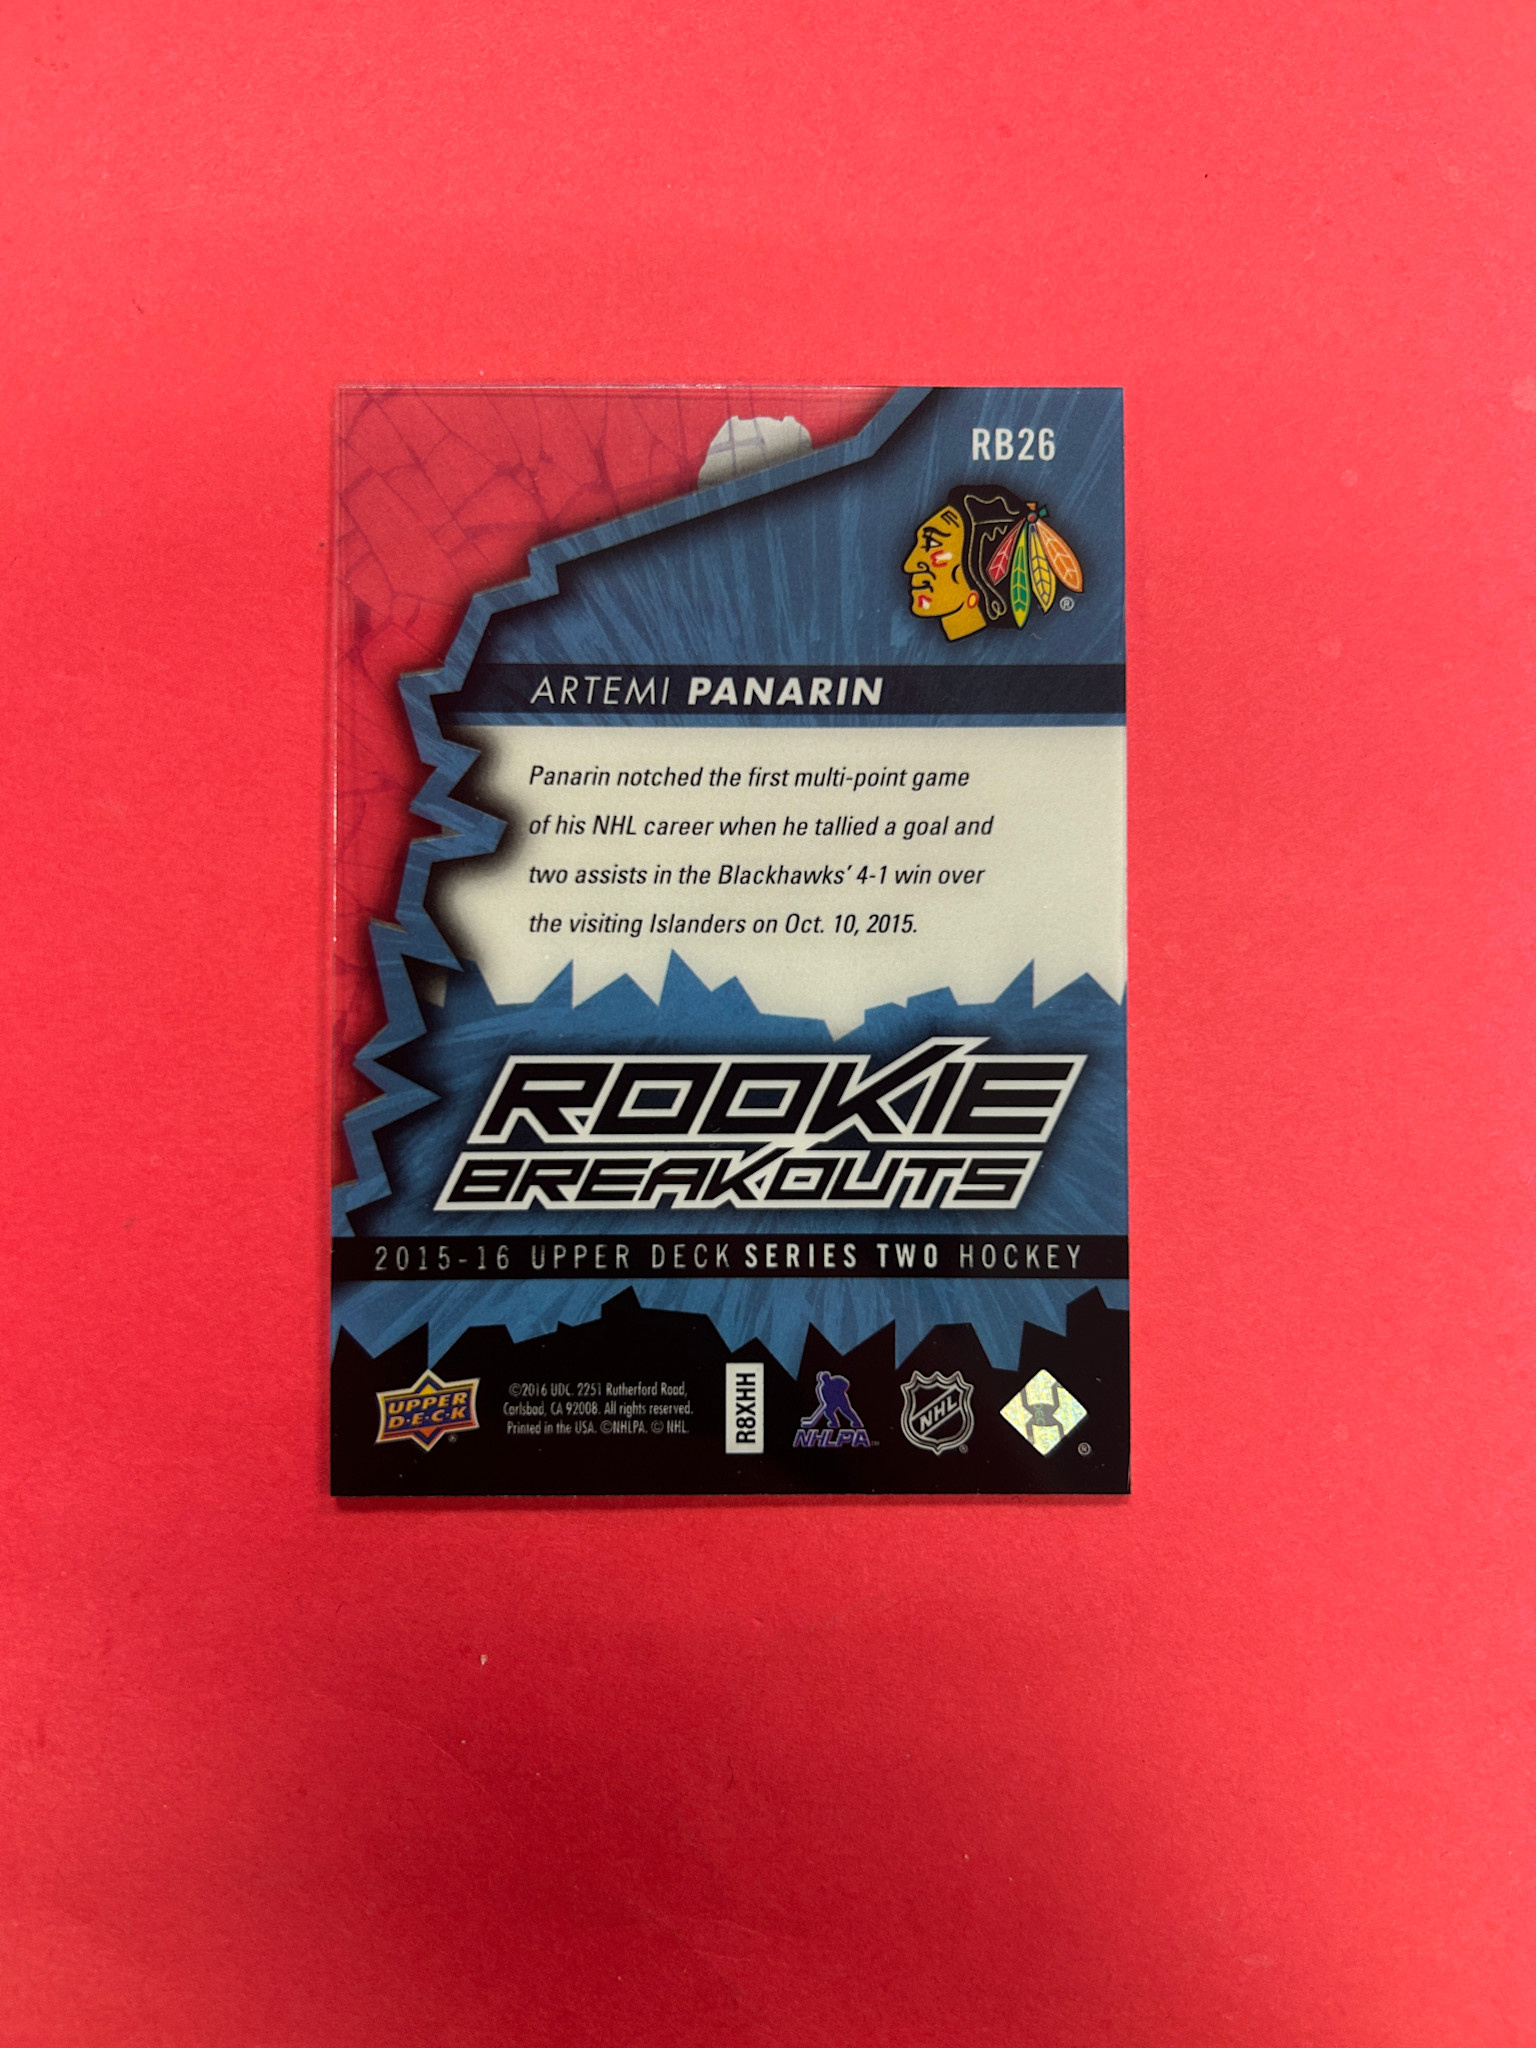 RB26
®
ARTEMI PANARIN
Panarin notched the first multi-point game
of his NHL career when he tallied a goal and
two assists in the Blackhawks' 4-1 win over
the visiting Islanders on Oct. 10, 2015.
ROOKIE
BREAKOUTS
2015-16 UPPER DECK SERIES TWO HOCKEY
UPPER
D·E·C·K
®
©2016 UDC. 2251 Rutherford Road,
Carlsbad, CA 92008. All rights reserved.
Printed in the USA. ©NHLPA. © NHL.
R8XHH
NHLPA™
NHL
®
®